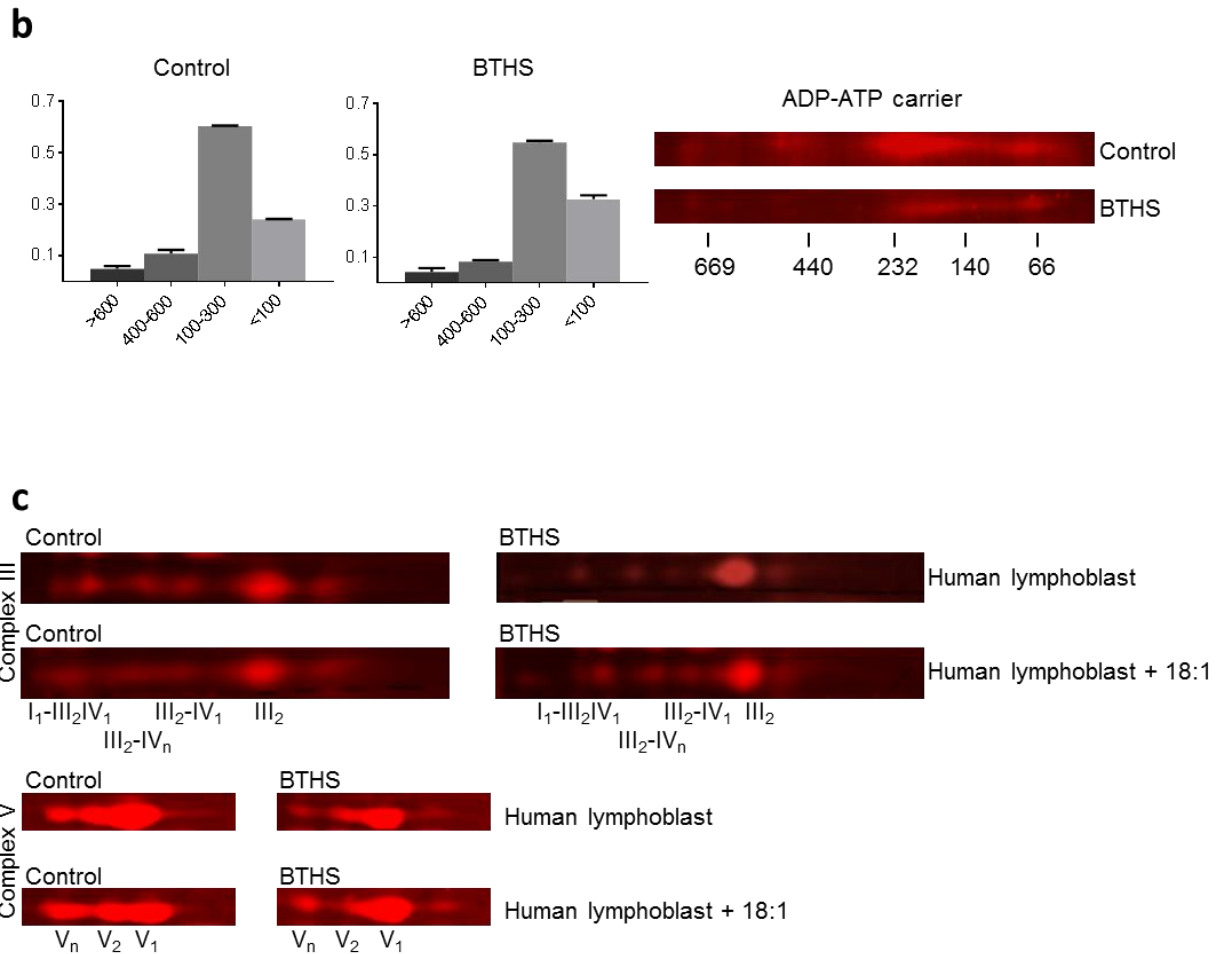 b
Control
BTHS
ADP-ATP carrier
0.7
0.5
0.3
0.1
>600
400-600
100-300
<100
0.7
0.5
0.3
0.1
>600
400-600
100-300
<100
Control
BTHS
669 440 232 140 66
c
Complex III
Control
BTHS
Human lymphoblast
Control
BTHS
Human lymphoblast + 18:1
I₁-III₂IV₁ III₂-IV₁ III₂
III₂-IVₙ
I₁-III₂IV₁ III₂-IV₁ III₂
III₂-IVₙ
Complex V
Control
BTHS
Human lymphoblast
Control
BTHS
Human lymphoblast + 18:1
Vₙ V₂ V₁
Vₙ V₂ V₁